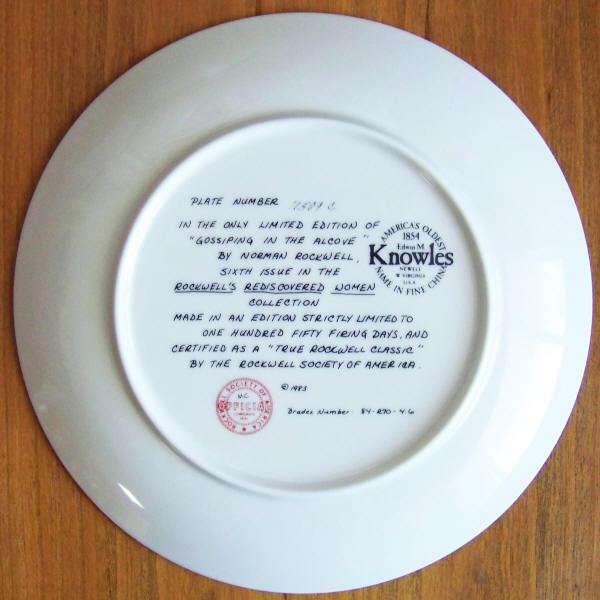 PLATE NUMBER
IN THE ONLY LIMITED EDITION OF
"GOSSIPING IN THE ALCOVE"
BY NORMAN ROCKWELL,
SIXTH ISSUE IN THE
ROCKWELL'S REDISCOVERED WOMEN
COLLECTION
MADE IN AN EDITION STRICTLY LIMITED TO
ONE HUNDRED FIFTY FIRING DAYS, AND
CERTIFIED AS A "TRUE ROCKWELL CLASSIC"
BY THE ROCKWELL SOCIETY OF AMERICA.
© 1983
Bradex Number: 84-R70-4.6
AMERICA'S OLDEST
1854
Edwin M.
Knowles
NEWELL
W VIRGINIA
U.S.A.
NAME IN FINE CHINA
SOCIETY OF